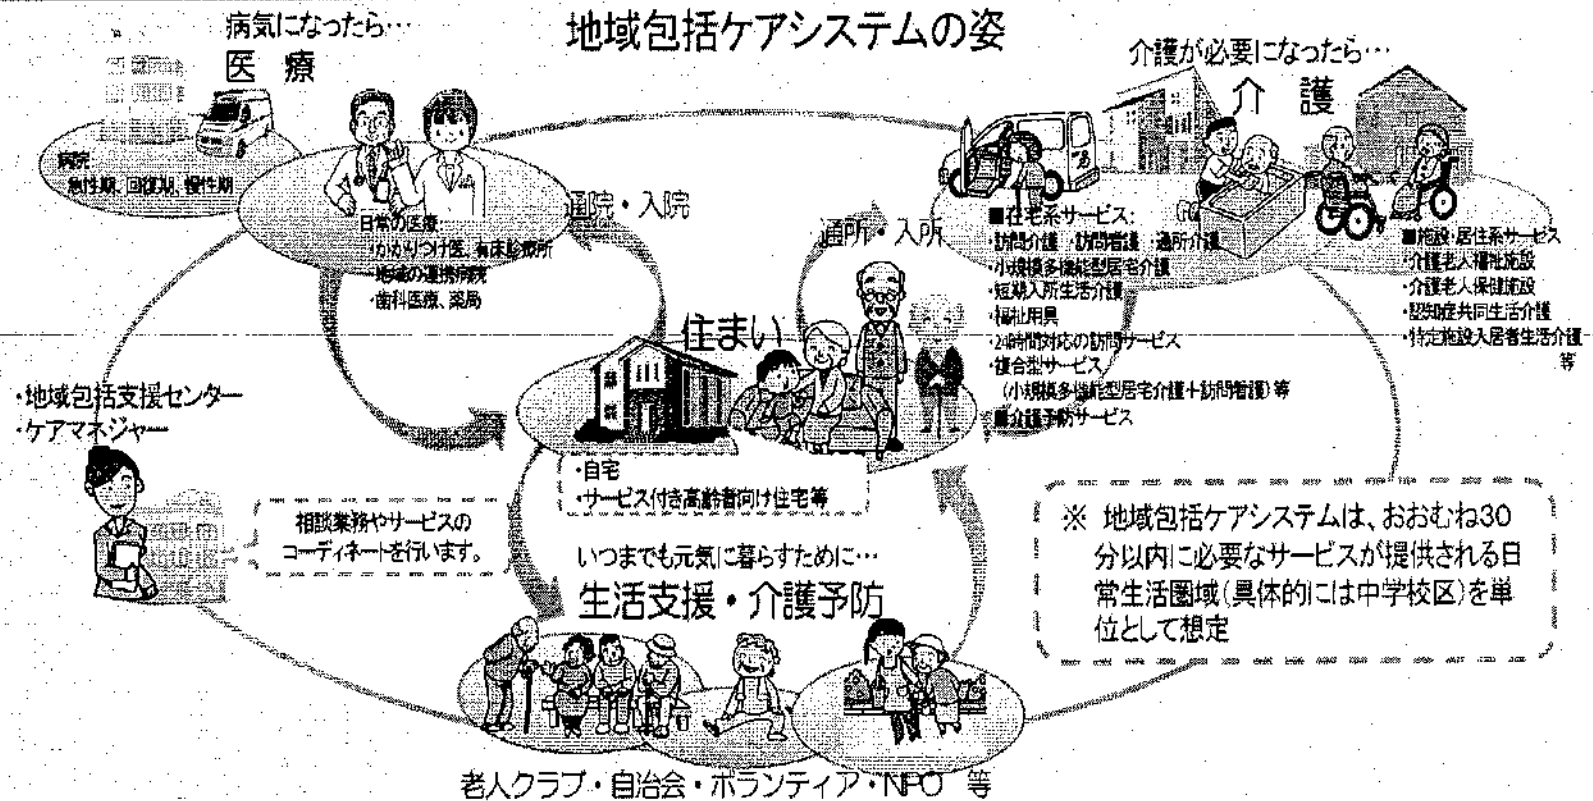 地域包括ケアシステムの姿
病気になったら…
医療
病院
急性期、回復期、慢性期
日常の医療
・かかりつけ医、有床診療所
・地域の連携病院
・歯科医療、薬局
通院・入院
通所・入所
介護が必要になったら…
介護
■在宅系サービス:
・訪問介護 ・訪問看護 ・通所介護
・小規模多機能型居宅介護
・短期入所生活介護
・福祉用具
・24時間対応の訪問サービス
・複合型サービス
(小規模多機能型居宅介護+訪問看護)等
■介護予防サービス
■施設・居住系サービス
・介護老人福祉施設
・介護老人保健施設
・認知症共同生活介護
・特定施設入居者生活介護
等
住まい
・自宅
・サービス付き高齢者向け住宅等
・地域包括支援センター
・ケアマネジャー
相談業務やサービスの
コーディネートを行います。
いつまでも元気に暮らすために…
生活支援・介護予防
老人クラブ・自治会・ボランティア・NPO 等
※ 地域包括ケアシステムは、おおむね30
分以内に必要なサービスが提供される日
常生活圏域(具体的には中学校区)を単
位として想定